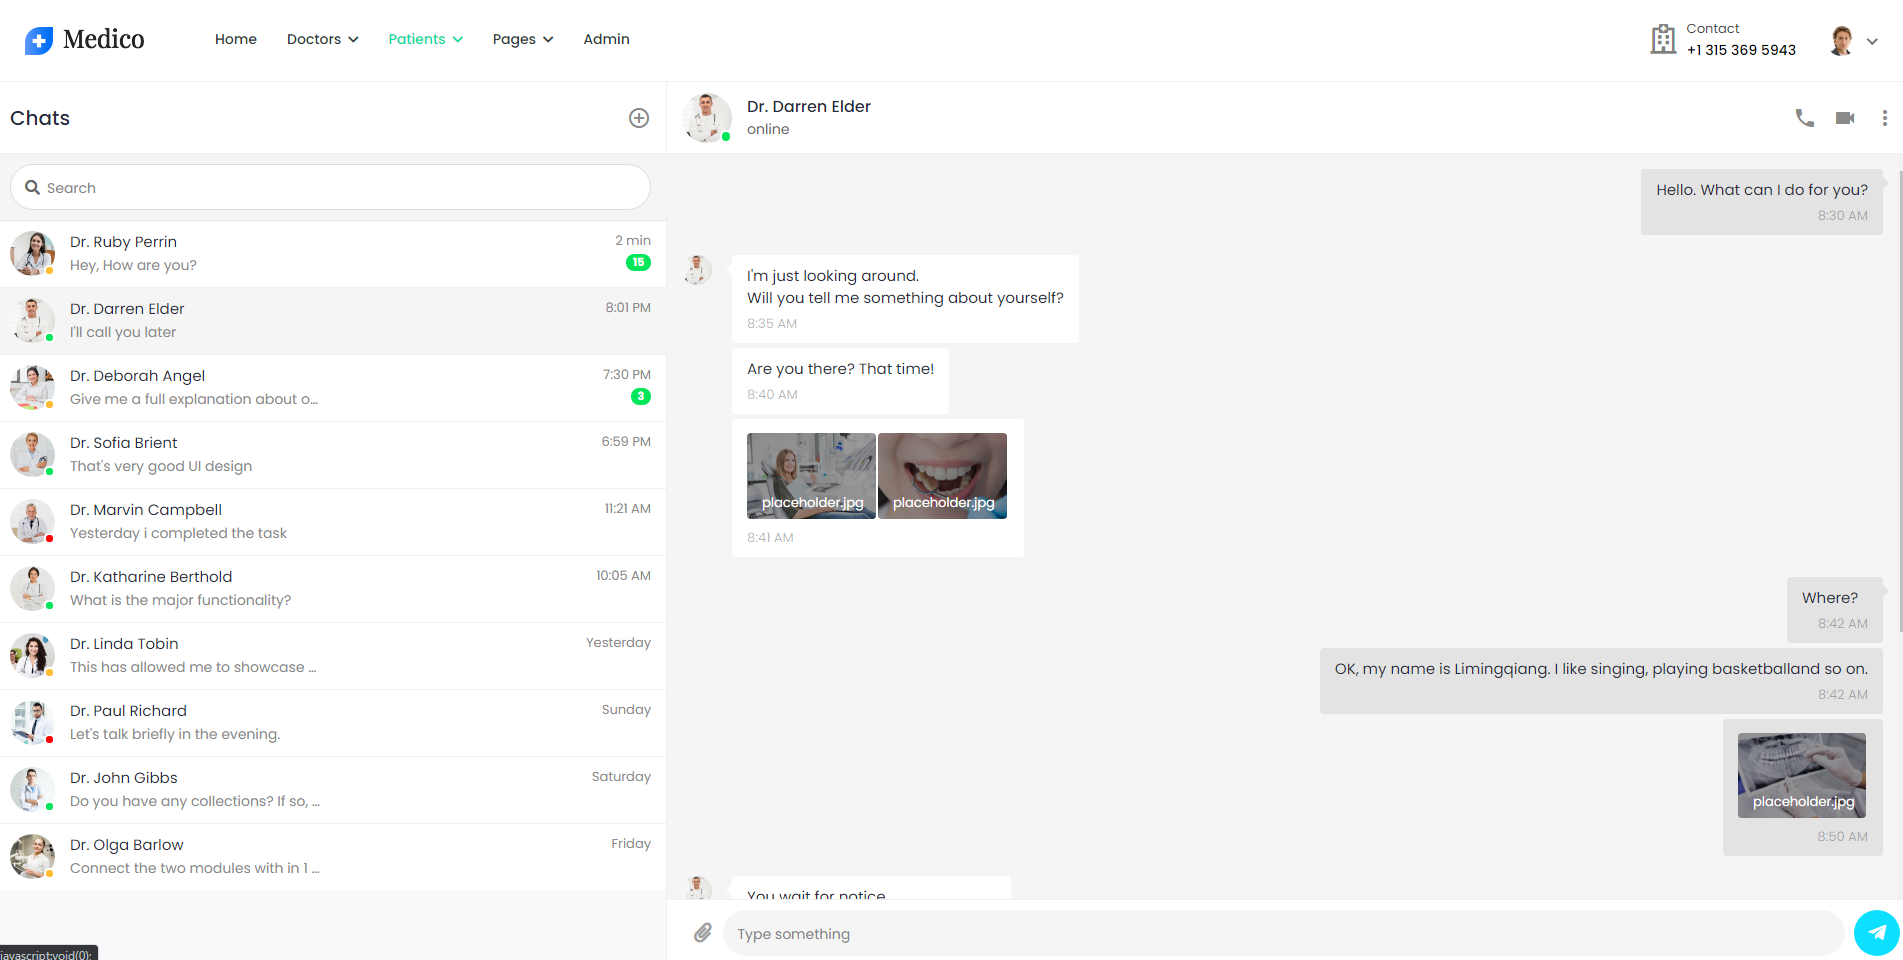 Medico
Home
Doctors
Patients
Pages
Admin
Contact
+1 315 369 5943
Chats
Search
Dr. Ruby Perrin
2 min
Hey, How are you?
15
Dr. Darren Elder
8:01 PM
I'll call you later
Dr. Deborah Angel
7:30 PM
Give me a full explanation about o...
3
Dr. Sofia Brient
6:59 PM
That's very good UI design
Dr. Marvin Campbell
11:21 AM
Yesterday i completed the task
Dr. Katharine Berthold
10:05 AM
What is the major functionality?
Dr. Linda Tobin
Yesterday
This has allowed me to showcase ...
Dr. Paul Richard
Sunday
Let's talk briefly in the evening.
Dr. John Gibbs
Saturday
Do you have any collections? If so, ...
Dr. Olga Barlow
Friday
Connect the two modules with in 1 ...
javascript:void(0);
Dr. Darren Elder
online
Hello. What can I do for you?
8:30 AM
I'm just looking around.
Will you tell me something about yourself?
8:35 AM
Are you there? That time!
8:40 AM
placeholder.jpg
placeholder.jpg
8:41 AM
Where?
8:42 AM
OK, my name is Limingqiang. I like singing, playing basketballand so on.
8:42 AM
placeholder.jpg
8:50 AM
You wait for notice.
Type something